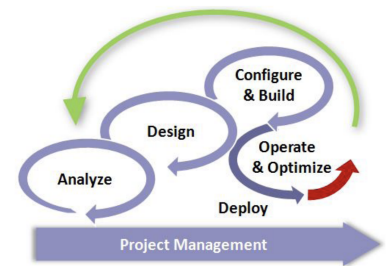 Configure
& Build
Design
Operate
& Optimize
Analyze
Deploy
Project Management